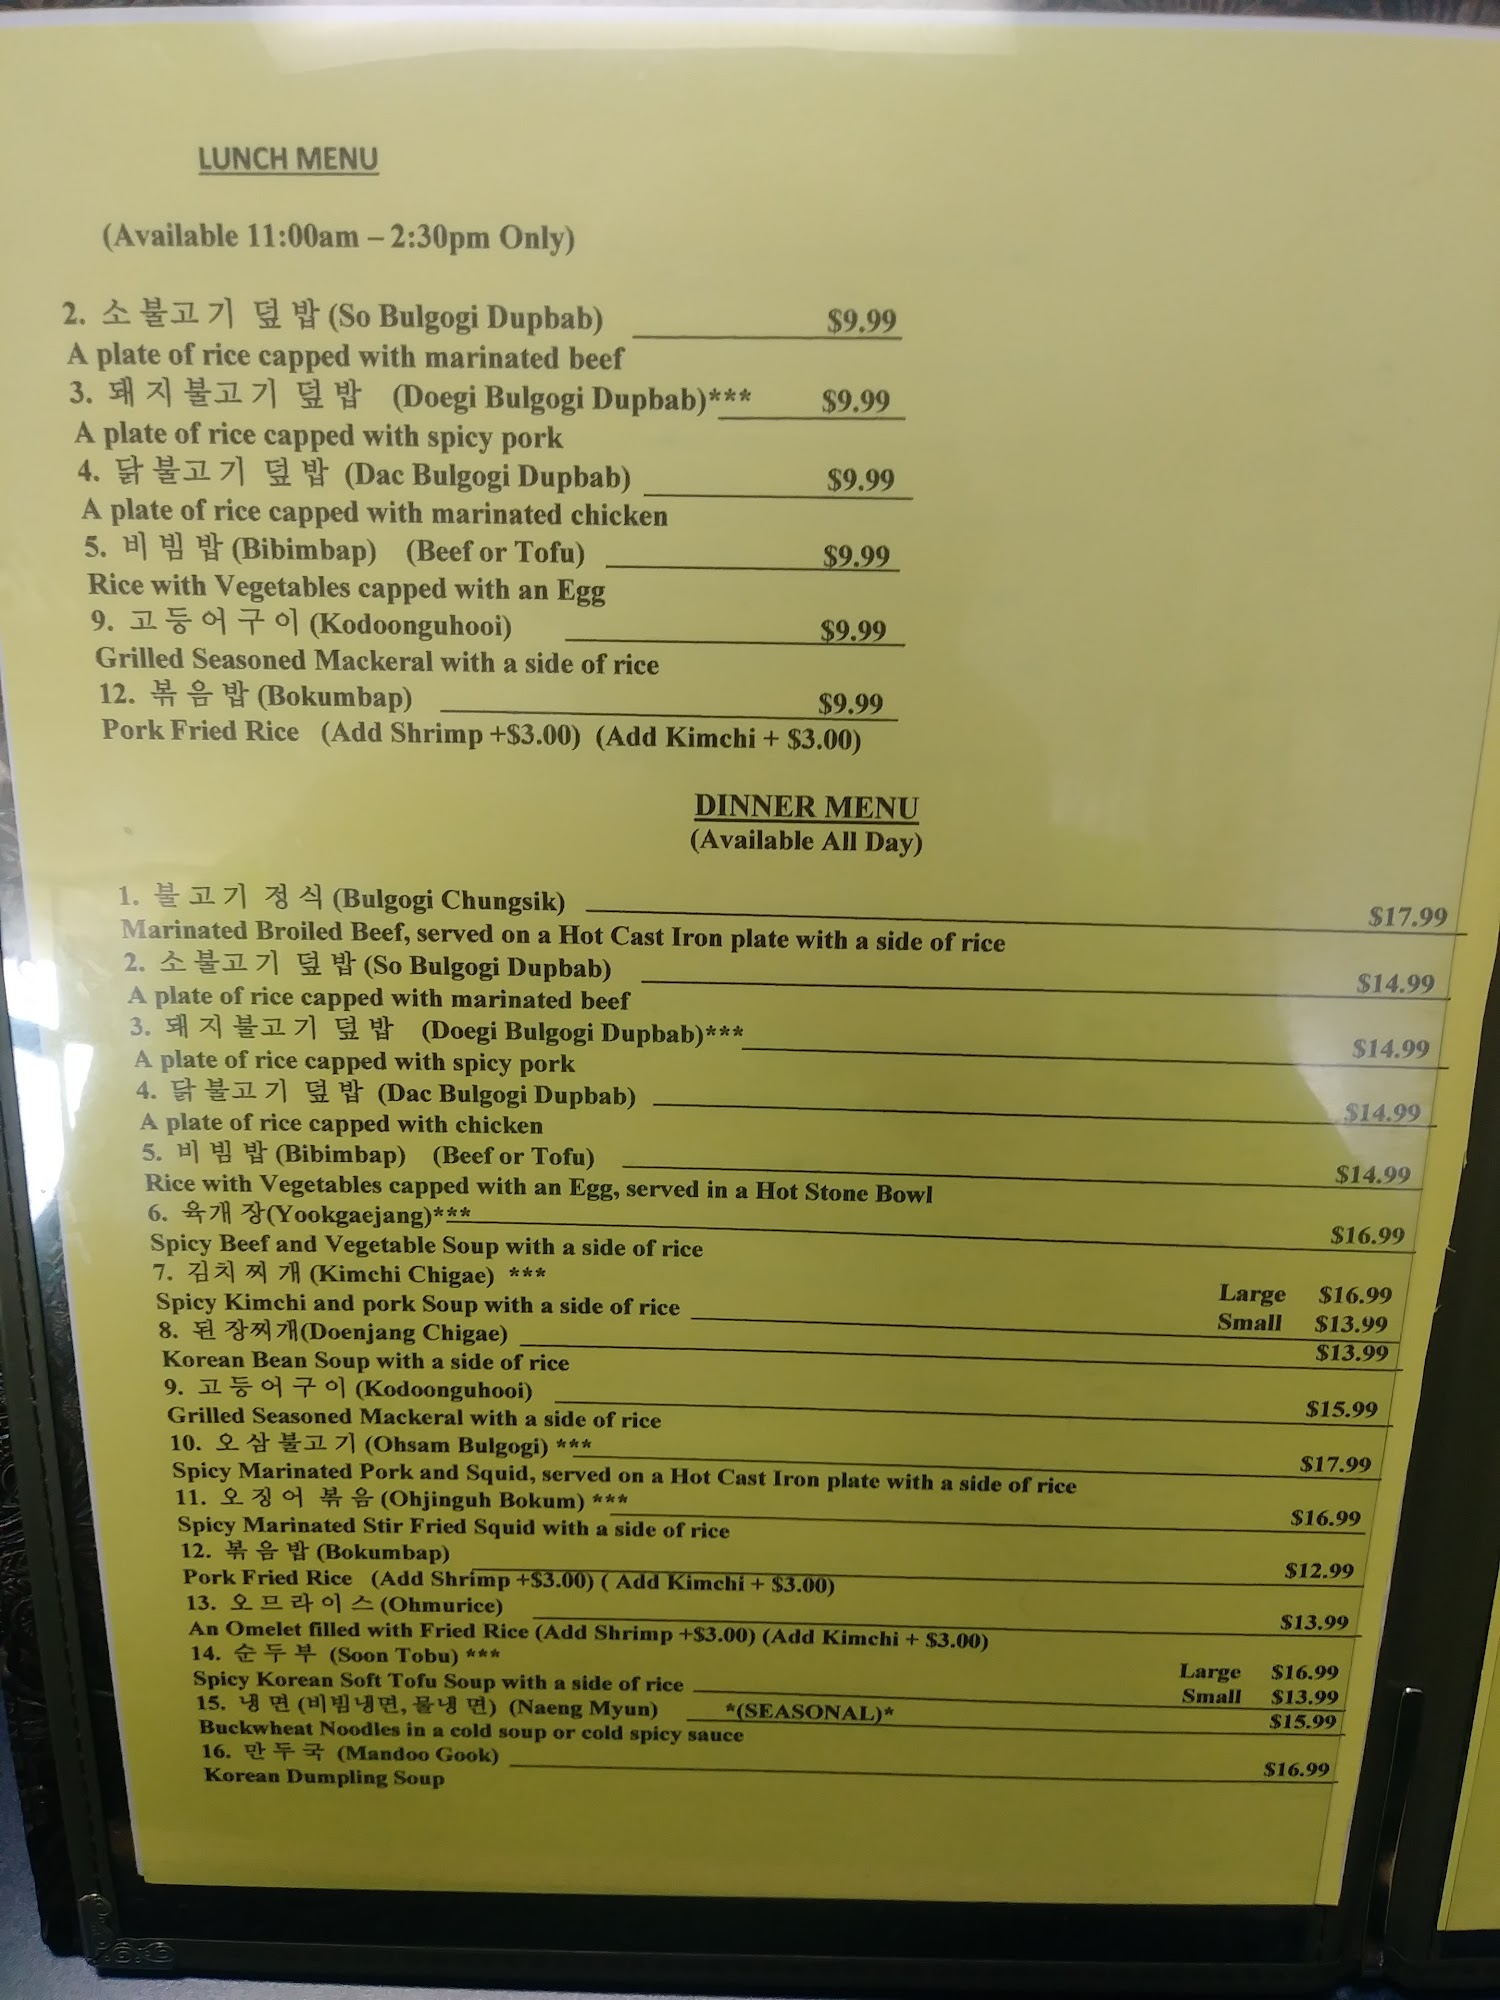 LUNCH MENU
(Available 11:00am – 2:30pm Only)
2. 소불고기 덮밥 (So Bulgogi Dupbab) $9.99
A plate of rice capped with marinated beef
3. 돼지불고기 덮밥 (Doegi Bulgogi Dupbab)*** $9.99
A plate of rice capped with spicy pork
4. 닭불고기 덮밥 (Dac Bulgogi Dupbab) $9.99
A plate of rice capped with marinated chicken
5. 비빔밥 (Bibimbap) (Beef or Tofu) $9.99
Rice with Vegetables capped with an Egg
9. 고등어구이 (Kodoonguhooi) $9.99
Grilled Seasoned Mackeral with a side of rice
12. 볶음밥 (Bokumbap) $9.99
Pork Fried Rice (Add Shrimp +$3.00) (Add Kimchi + $3.00)
DINNER MENU
(Available All Day)
1. 불고기 정식 (Bulgogi Chungsik) $17.99
Marinated Broiled Beef, served on a Hot Cast Iron plate with a side of rice
2. 소불고기 덮밥 (So Bulgogi Dupbab) $14.99
A plate of rice capped with marinated beef
3. 돼지불고기 덮밥 (Doegi Bulgogi Dupbab)*** $14.99
A plate of rice capped with spicy pork
4. 닭불고기 덮밥 (Dac Bulgogi Dupbab) $14.99
A plate of rice capped with chicken
5. 비빔밥 (Bibimbap) (Beef or Tofu) $14.99
Rice with Vegetables capped with an Egg, served in a Hot Stone Bowl
6. 육개장(Yookgaejang)*** $16.99
Spicy Beef and Vegetable Soup with a side of rice
7. 김치찌개 (Kimchi Chigae) *** Large $16.99
Spicy Kimchi and pork Soup with a side of rice Small $13.99
8. 된장찌개(Doenjang Chigae) $13.99
Korean Bean Soup with a side of rice
9. 고등어구이 (Kodoonguhooi) $15.99
Grilled Seasoned Mackeral with a side of rice
10. 오삼불고기 (Ohsam Bulgogi) *** $17.99
Spicy Marinated Pork and Squid, served on a Hot Cast Iron plate with a side of rice
11. 오징어 볶음 (Ohjinguh Bokum) *** $16.99
Spicy Marinated Stir Fried Squid with a side of rice
12. 볶음밥 (Bokumbap) $12.99
Pork Fried Rice (Add Shrimp +$3.00) ( Add Kimchi + $3.00)
13. 오므라이스 (Ohmurice) $13.99
An Omelet filled with Fried Rice (Add Shrimp +$3.00) (Add Kimchi + $3.00)
14. 순두부 (Soon Tobu) *** Large $16.99
Spicy Korean Soft Tofu Soup with a side of rice Small $13.99
15. 냉면 (비빔냉면, 물냉면) (Naeng Myun) *(SEASONAL)* $15.99
Buckwheat Noodles in a cold soup or cold spicy sauce
16. 만두국 (Mandoo Gook) $16.99
Korean Dumpling Soup